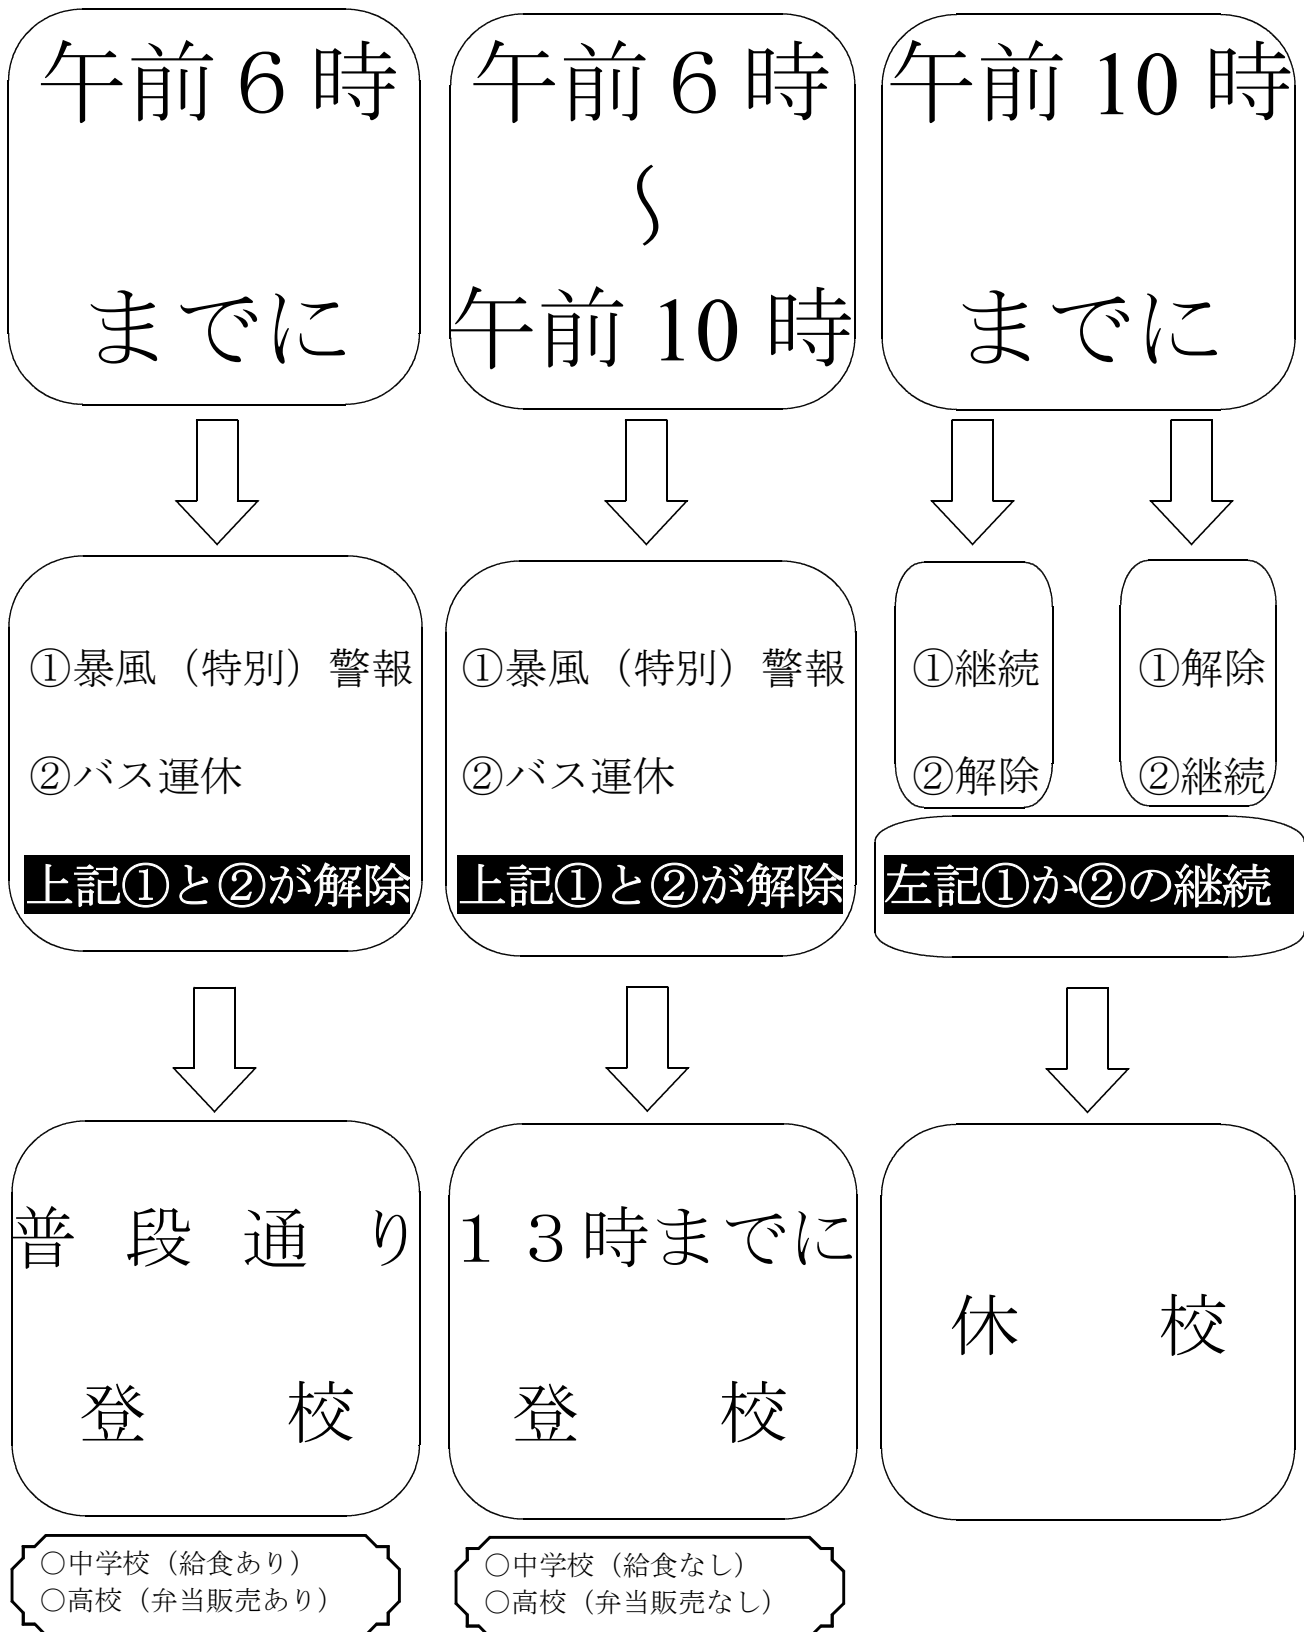 午前６時
までに
午前６時
～
午前 10 時
午前 10 時
までに
①暴風（特別）警報
②バス運休
上記①と②が解除
①暴風（特別）警報
②バス運休
上記①と②が解除
①継続
②解除
①解除
②継続
左記①か②の継続
普段通り
登校
１３時までに
登校
休校
○中学校（給食あり）
○高校（弁当販売あり）
○中学校（給食なし）
○高校（弁当販売なし）